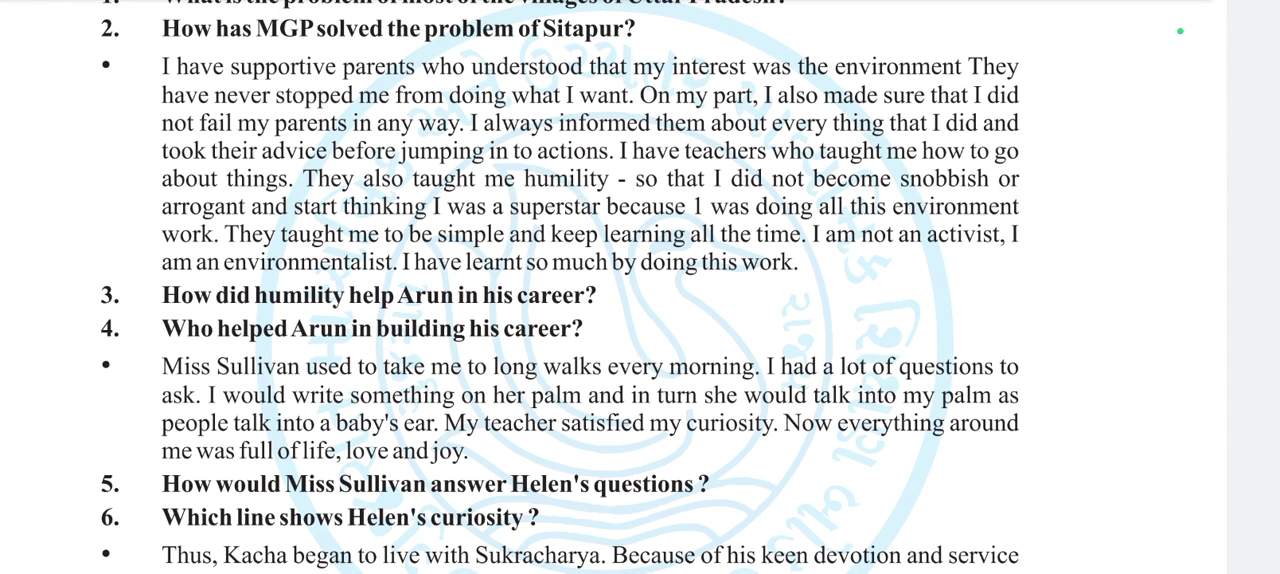 2. How has MGP solved the problem of Sitapur?
• I have supportive parents who understood that my interest was the environment They
have never stopped me from doing what I want. On my part, I also made sure that I did
not fail my parents in any way. I always informed them about every thing that I did and
took their advice before jumping in to actions. I have teachers who taught me how to go
about things. They also taught me humility - so that I did not become snobbish or
arrogant and start thinking I was a superstar because 1 was doing all this environment
work. They taught me to be simple and keep learning all the time. I am not an activist, I
am an environmentalist. I have learnt so much by doing this work.
3. How did humility help Arun in his career?
4. Who helped Arun in building his career?
• Miss Sullivan used to take me to long walks every morning. I had a lot of questions to
ask. I would write something on her palm and in turn she would talk into my palm as
people talk into a baby's ear. My teacher satisfied my curiosity. Now everything around
me was full of life, love and joy.
5. How would Miss Sullivan answer Helen's questions ?
6. Which line shows Helen's curiosity ?
• Thus, Kacha began to live with Sukracharya. Because of his keen devotion and service